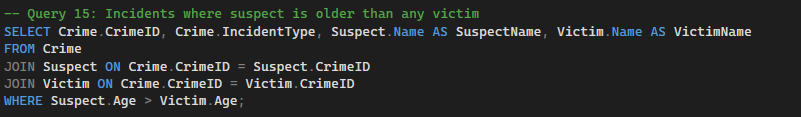 -- Query 15: Incidents where suspect is older than any victim
SELECT Crime.CrimeID, Crime.IncidentType, Suspect.Name AS SuspectName, Victim.Name AS VictimName
FROM Crime
JOIN Suspect ON Crime.CrimeID = Suspect.CrimeID
JOIN Victim ON Crime.CrimeID = Victim.CrimeID
WHERE Suspect.Age > Victim.Age;